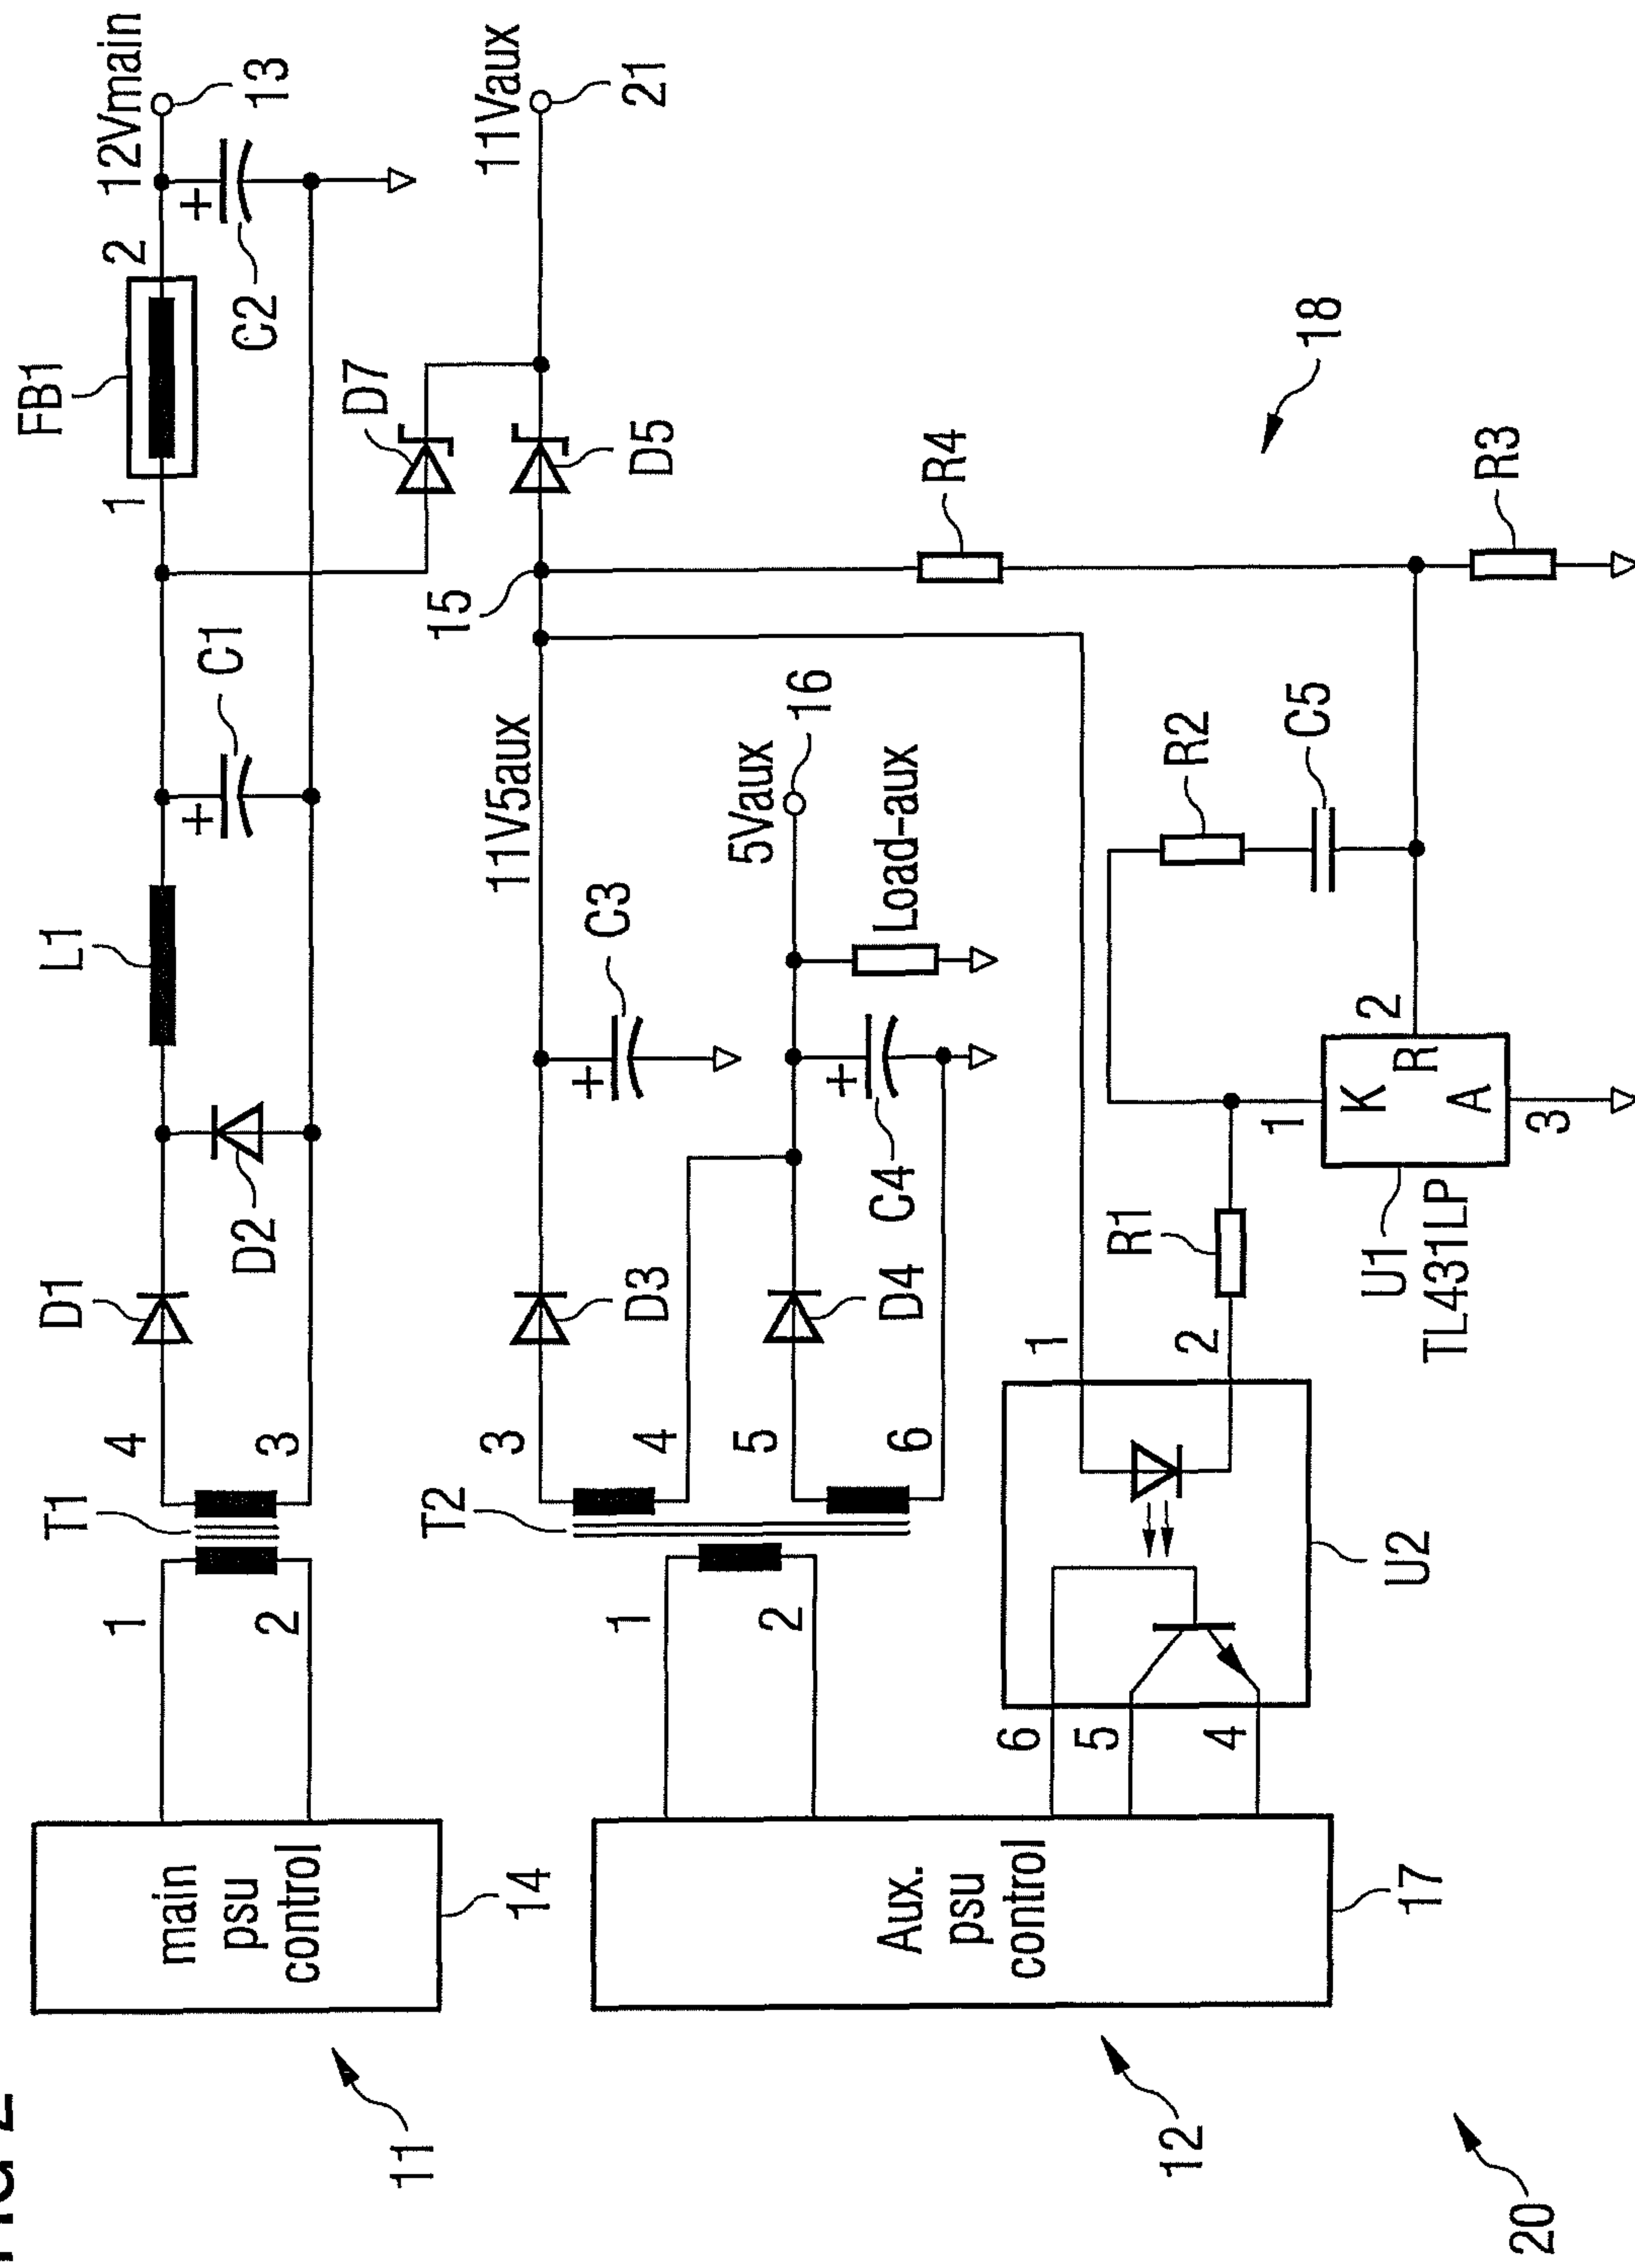 FIG 2
T1
D1
L1
FB1
12Vmain
1
4
1
2
13
main
psu
control
2
3
D2
C1
C2
+
+
14
D7
11
11Vaux
T2
3
11V5aux
15
21
D3
C3
+
D5
1
4
2
5
5Vaux
16
D4
C4
+
Load-aux
6
R4
Aux.
psu
control
17
12
6
5
4
U2
1
2
R1
R2
C5
18
1
K
R
2
A
3
U1
TL431LP
R3
20